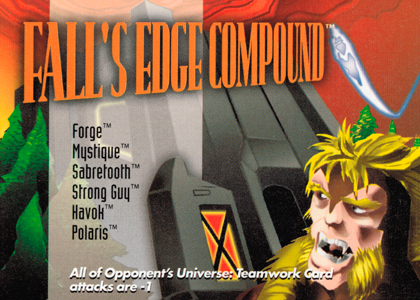 FALL'S EDGE COMPOUND™
Forge™
Mystique™
Sabretooth™
Strong Guy™
Havok™
Polaris™
X
All of Opponent's Universe: Teamwork Card
attacks are -1